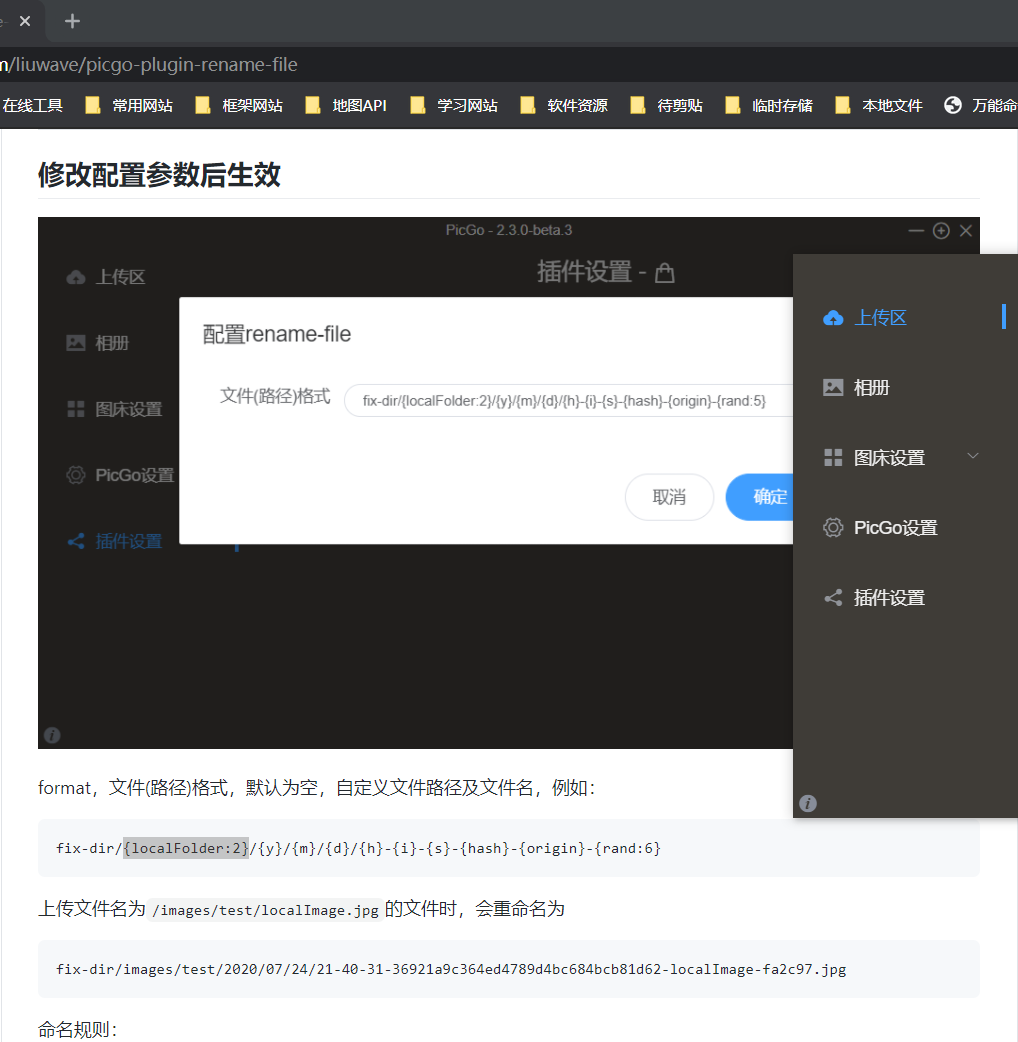 m/liuwave/picgo-plugin-rename-file
在线工具 常用网站 框架网站 地图API 学习网站 软件资源 待剪贴 临时存储 本地文件 万能命
修改配置参数后生效
PicGo - 2.3.0-beta.3
插件设置 -
上传区
相册
图床设置
PicGo设置
插件设置
配置rename-file
文件(路径)格式 fix-dir/{localFolder:2}/{y}/{m}/{d}/{h}-{i}-{s}-{hash}-{origin}-{rand:5}
取消 确定
上传区
相册
图床设置
PicGo设置
插件设置
format，文件(路径)格式，默认为空，自定义文件路径及文件名，例如：
fix-dir/{localFolder:2}/{y}/{m}/{d}/{h}-{i}-{s}-{hash}-{origin}-{rand:6}
上传文件名为 /images/test/localImage.jpg 的文件时，会重命名为
fix-dir/images/test/2020/07/24/21-40-31-36921a9c364ed4789d4bc684bcb81d62-localImage-fa2c97.jpg
命名规则：